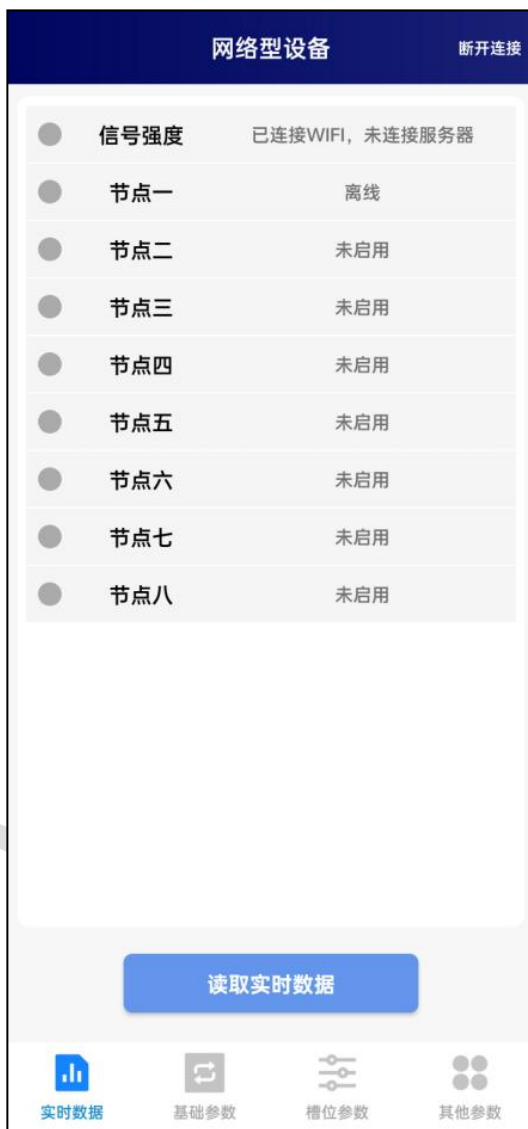 网络型设备 断开连接
信号强度 已连接WIFI，未连接服务器
节点一 离线
节点二 未启用
节点三 未启用
节点四 未启用
节点五 未启用
节点六 未启用
节点七 未启用
节点八 未启用
读取实时数据
实时数据 基础参数 槽位参数 其他参数